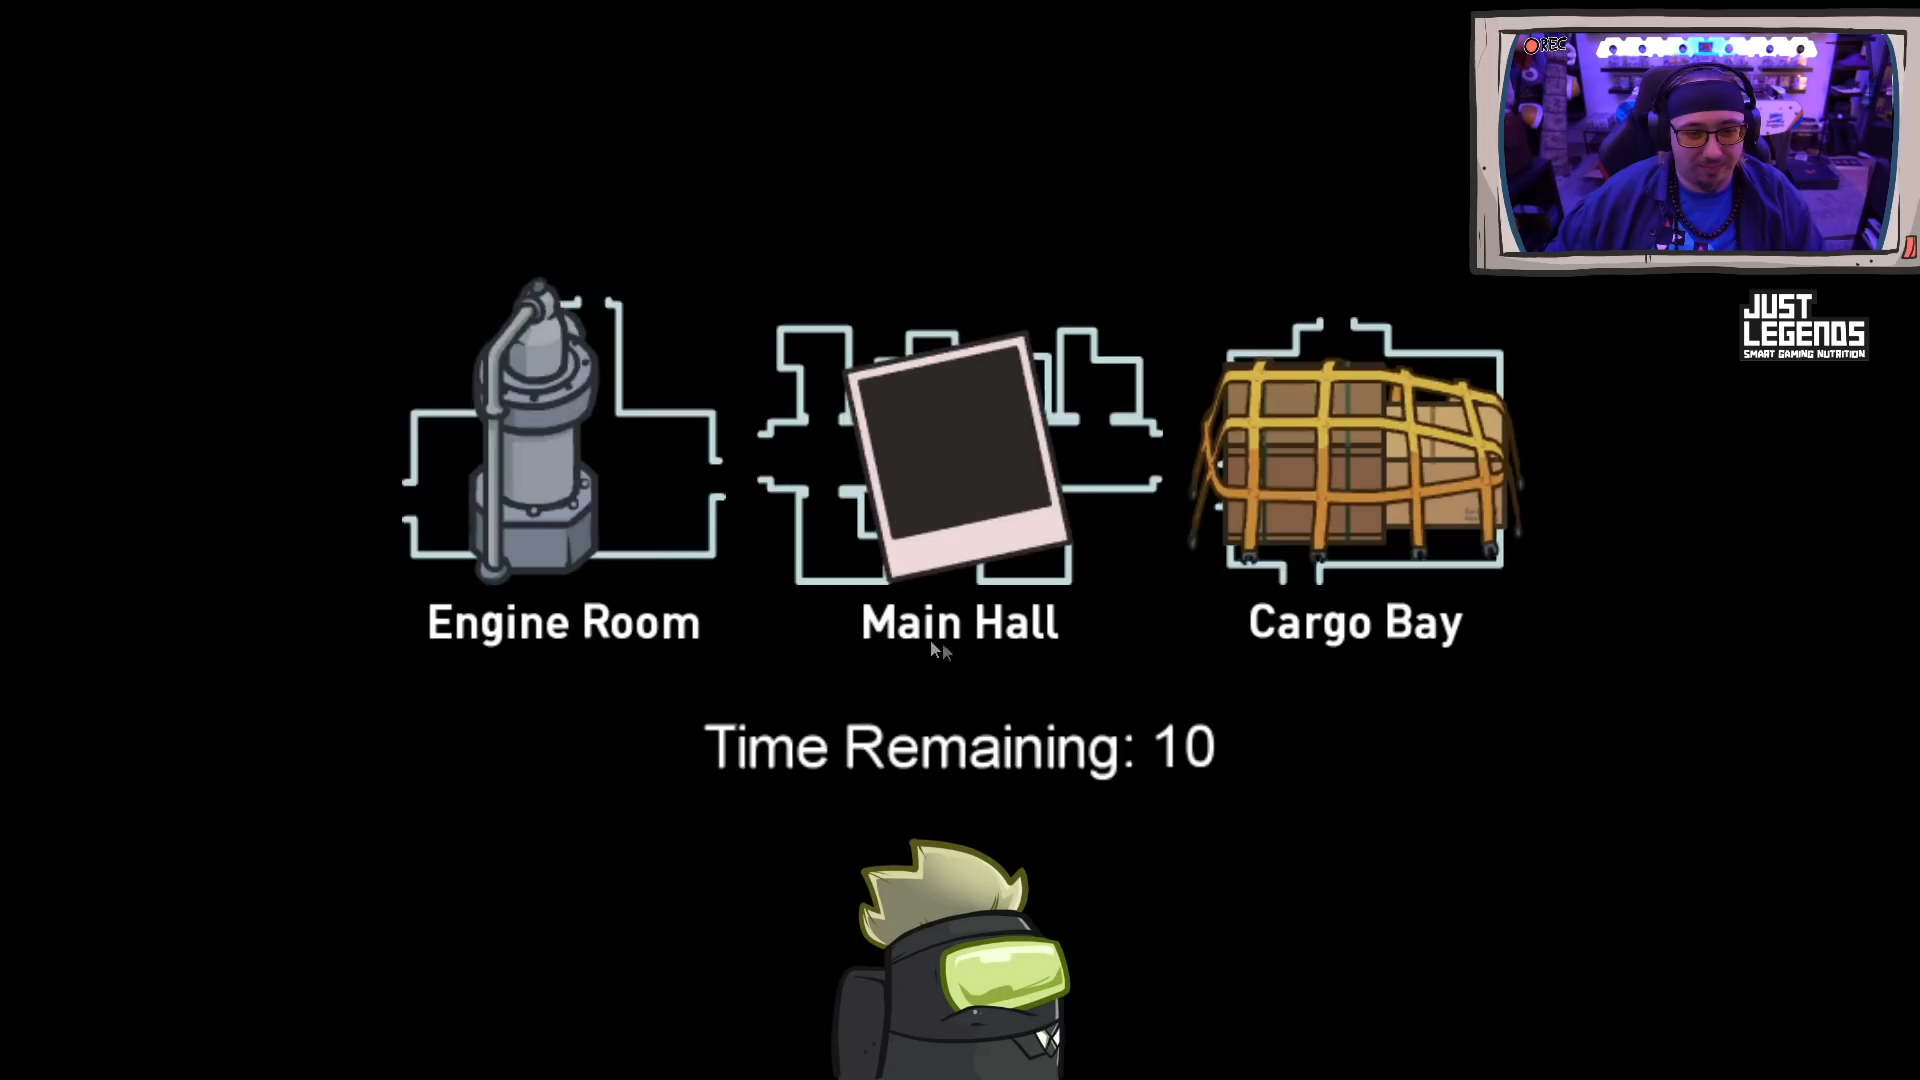 REC
JUST
LEGENDS
SMART GAMING NUTRITION
Engine Room
Main Hall
Cargo Bay
Time Remaining: 10